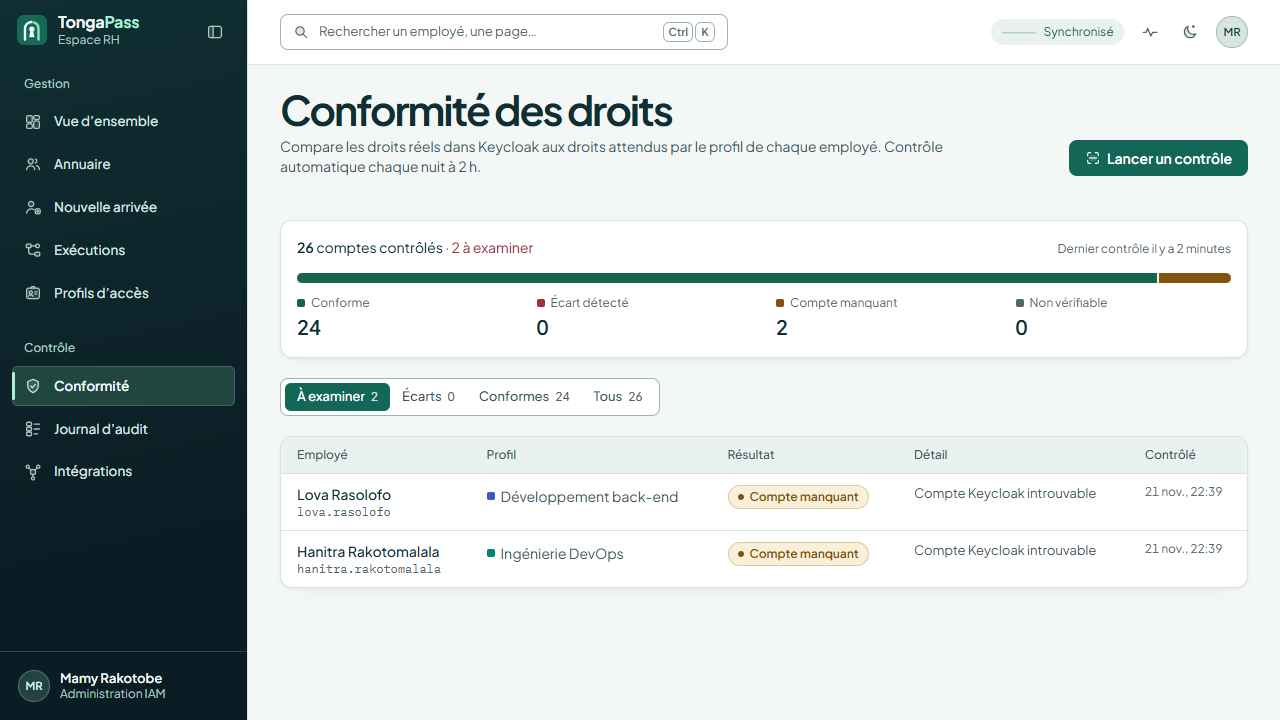 TongaPass
Espace RH
Gestion
Vue d’ensemble
Annuaire
Nouvelle arrivée
Exécutions
Profils d’accès
Contrôle
Conformité
Journal d’audit
Intégrations
MR
Mamy Rakotobe
Administration IAM
Rechercher un employé, une page…
Ctrl K
Synchronisé
MR
Conformité des droits
Compare les droits réels dans Keycloak aux droits attendus par le profil de chaque employé. Contrôle
automatique chaque nuit à 2 h.
Lancer un contrôle
26 comptes contrôlés · 2 à examiner
Dernier contrôle il y a 2 minutes
Conforme
24
Écart détecté
0
Compte manquant
2
Non vérifiable
0
À examiner 2
Écarts 0
Conformes 24
Tous 26
Employé Profil Résultat Détail Contrôlé
Lova Rasolofo Développement back-end Compte manquant Compte Keycloak introuvable 21 nov., 22:39
lova.rasolofo
Hanitra Rakotomalala Ingénierie DevOps Compte manquant Compte Keycloak introuvable 21 nov., 22:39
hanitra.rakotomalala